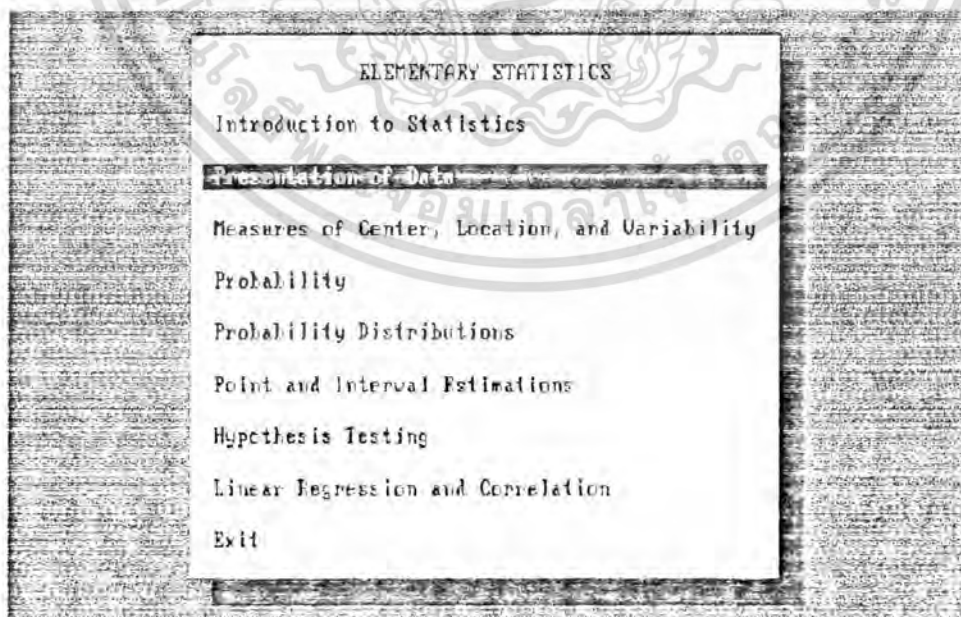 ELEMENTARY STATISTICS
Introduction to Statistics
Presentation of Data
Measures of Center, Location, and Variability
Probability
Probability Distributions
Point and Interval Estimations
Hypothesis Testing
Linear Regression and Correlation
Exit